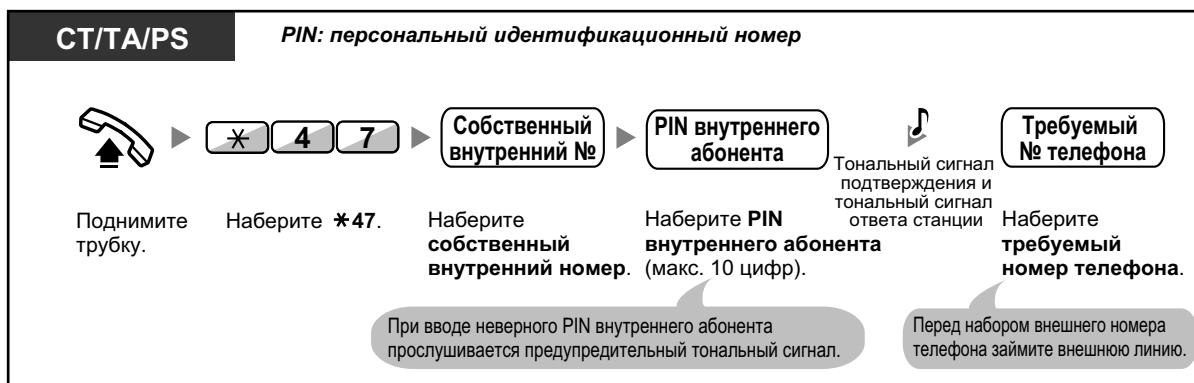 CT/TA/PS
PIN: персональный идентификационный номер
✳ 4 7
Собственный
внутренний №
PIN внутреннего
абонента
Тональный сигнал
подтверждения и
тональный сигнал
ответа станции
Требуемый
№ телефона
Поднимите
трубку.
Наберите ✳47.
Наберите
собственный
внутренний номер.
Наберите PIN
внутреннего абонента
(макс. 10 цифр).
Наберите
требуемый
номер телефона.
При вводе неверного PIN внутреннего абонента
прослушивается предупредительный тональный сигнал.
Перед набором внешнего номера
телефона займите внешнюю линию.